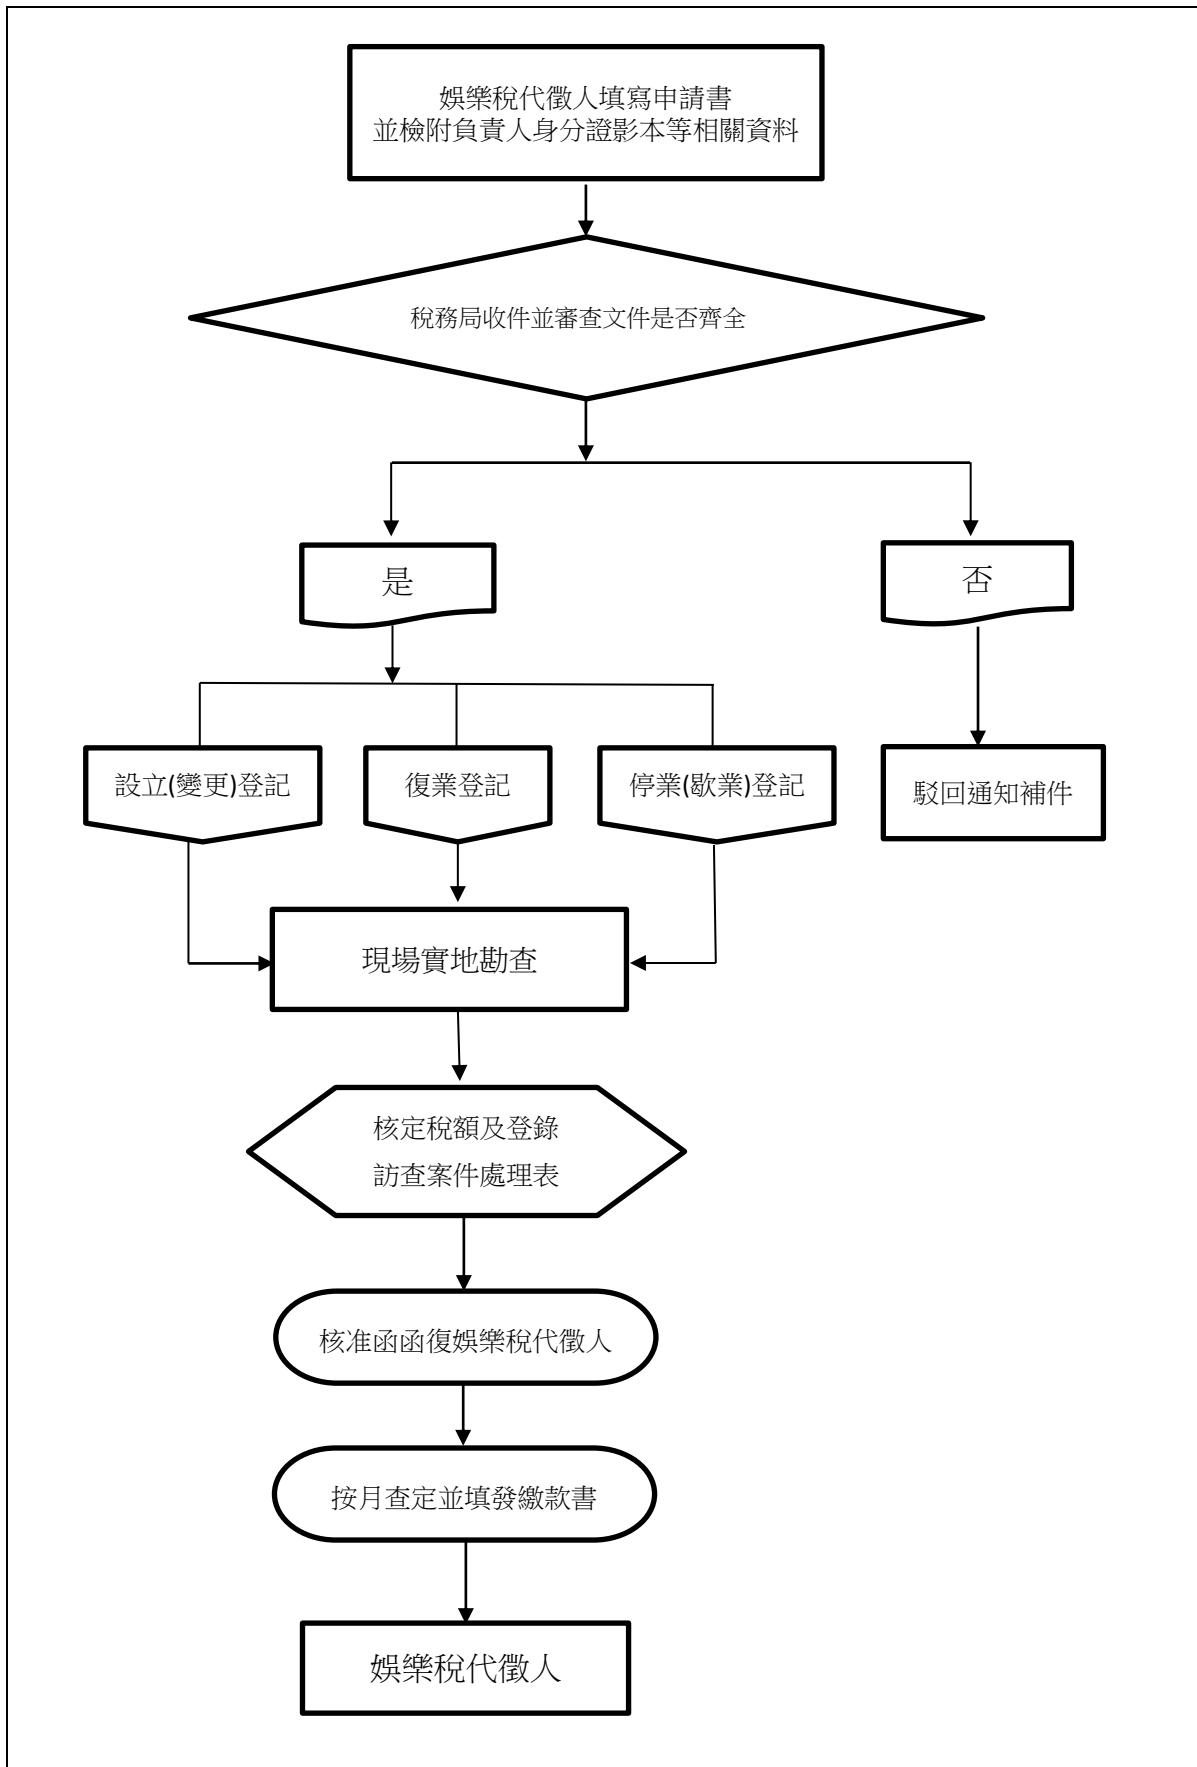 娛樂稅代徵人填寫申請書
並檢附負責人身分證影本等相關資料
稅務局收件並審查文件是否齊全
是
否
設立(變更)登記
復業登記
停業(歇業)登記
駁回通知補件
現場實地勘查
核定稅額及登錄
訪查案件處理表
核准函函復娛樂稅代徵人
按月查定並填發繳款書
娛樂稅代徵人